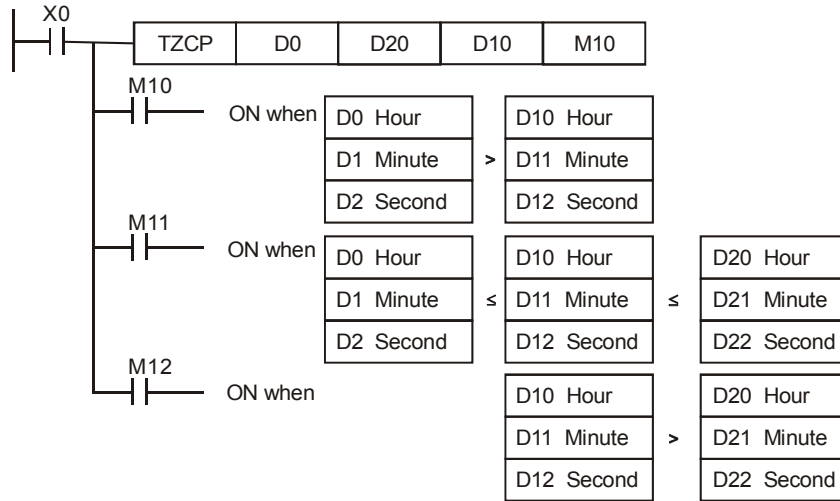 X0
TZCP D0 D20 D10 M10
M10
ON when D0 Hour D10 Hour
D1 Minute > D11 Minute
D2 Second D12 Second
M11
ON when D0 Hour D10 Hour D20 Hour
D1 Minute ≤ D11 Minute ≤ D21 Minute
D2 Second D12 Second D22 Second
M12
ON when D10 Hour D20 Hour
D11 Minute > D21 Minute
D12 Second D22 Second